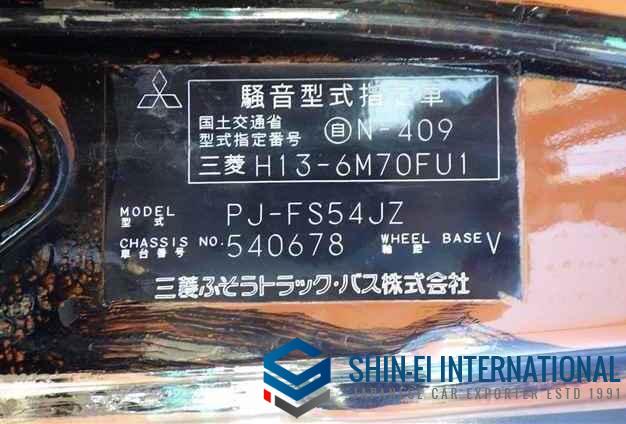 騒音型式指定車
国土交通省
型式指定番号 自 N-409
三菱 H13-6M70FU1
MODEL 型式 PJ-FS54JZ
CHASSIS NO. 車台番号 540678 WHEEL BASE 軸距 V
三菱ふそうトラック・バス株式会社
SHIN-EI INTERNATIONAL
JAPANESE CAR EXPORTER ESTD 1991